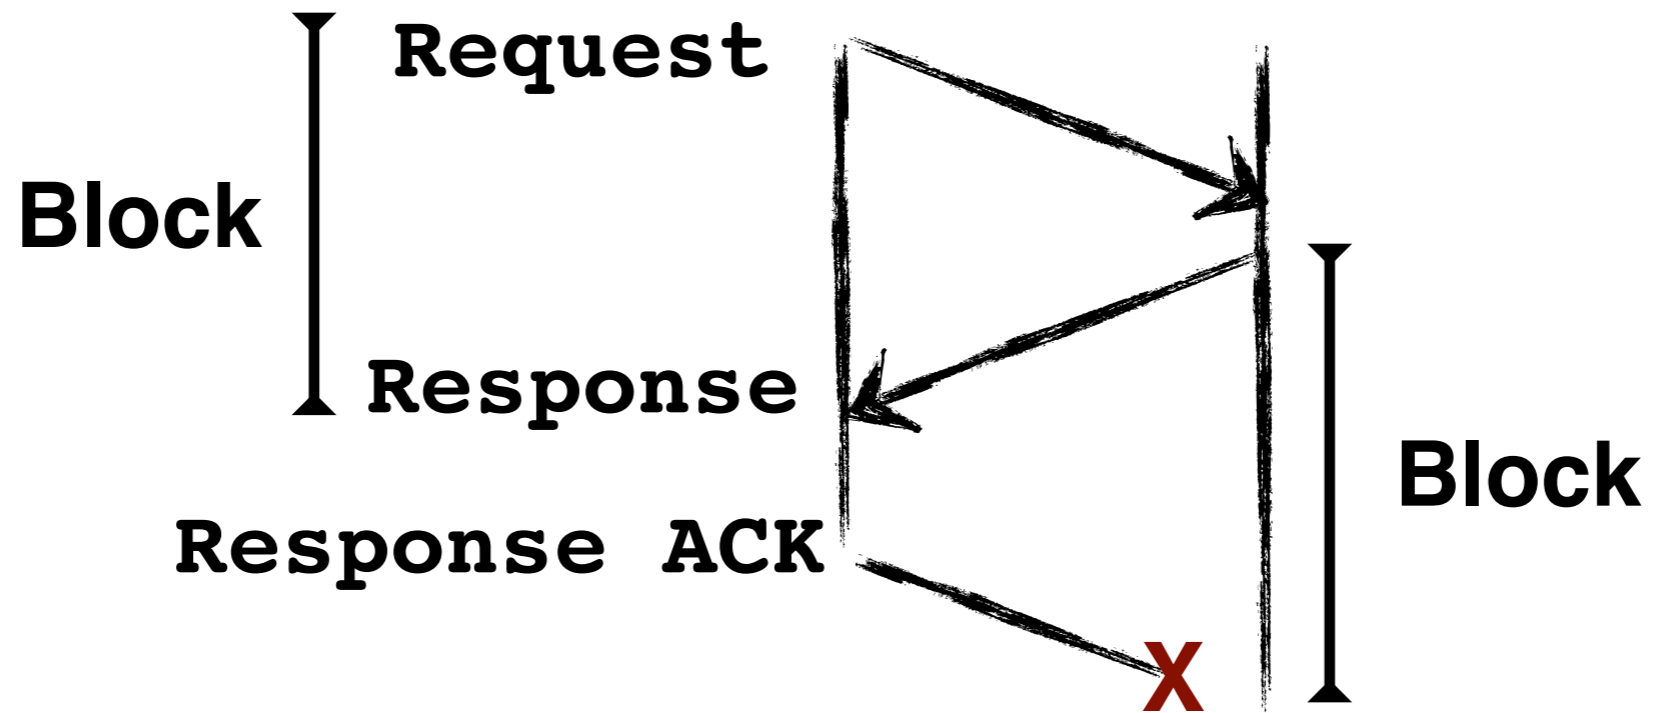 Request
Block
Response
Block
Response ACK
X